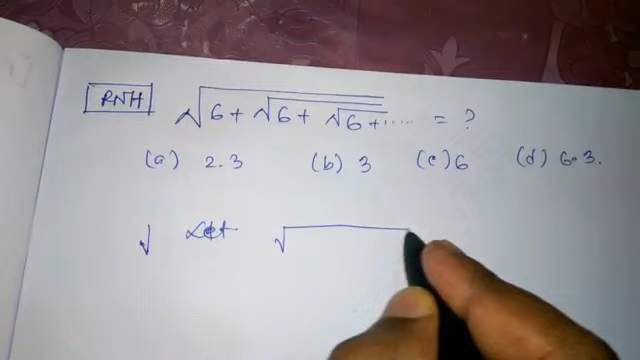 RNH √6+√6+√6+..... = ?
(a) 2.3 (b) 3 (c) 6 (d) 6.3.
√ Let √